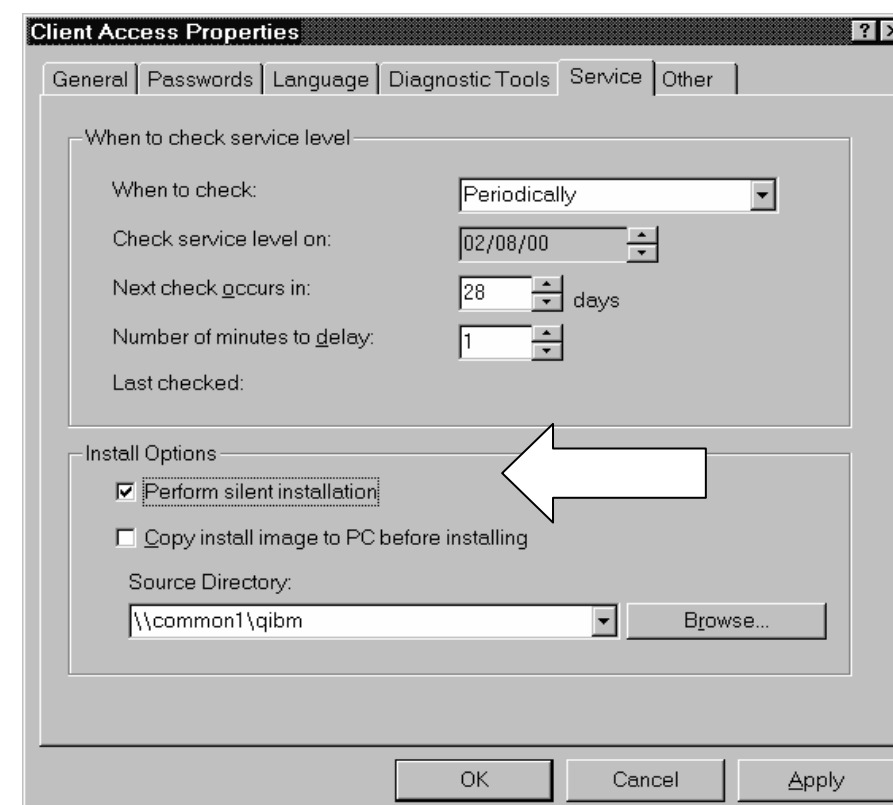 Client Access Properties
General Passwords Language Diagnostic Tools Service Other
When to check service level
When to check: Periodically
Check service level on: 02/08/00
Next check occurs in: 28 days
Number of minutes to delay: 1
Last checked:
Install Options
Perform silent installation
Copy install image to PC before installing
Source Directory:
\\common1\qibm Browse...
OK Cancel Apply